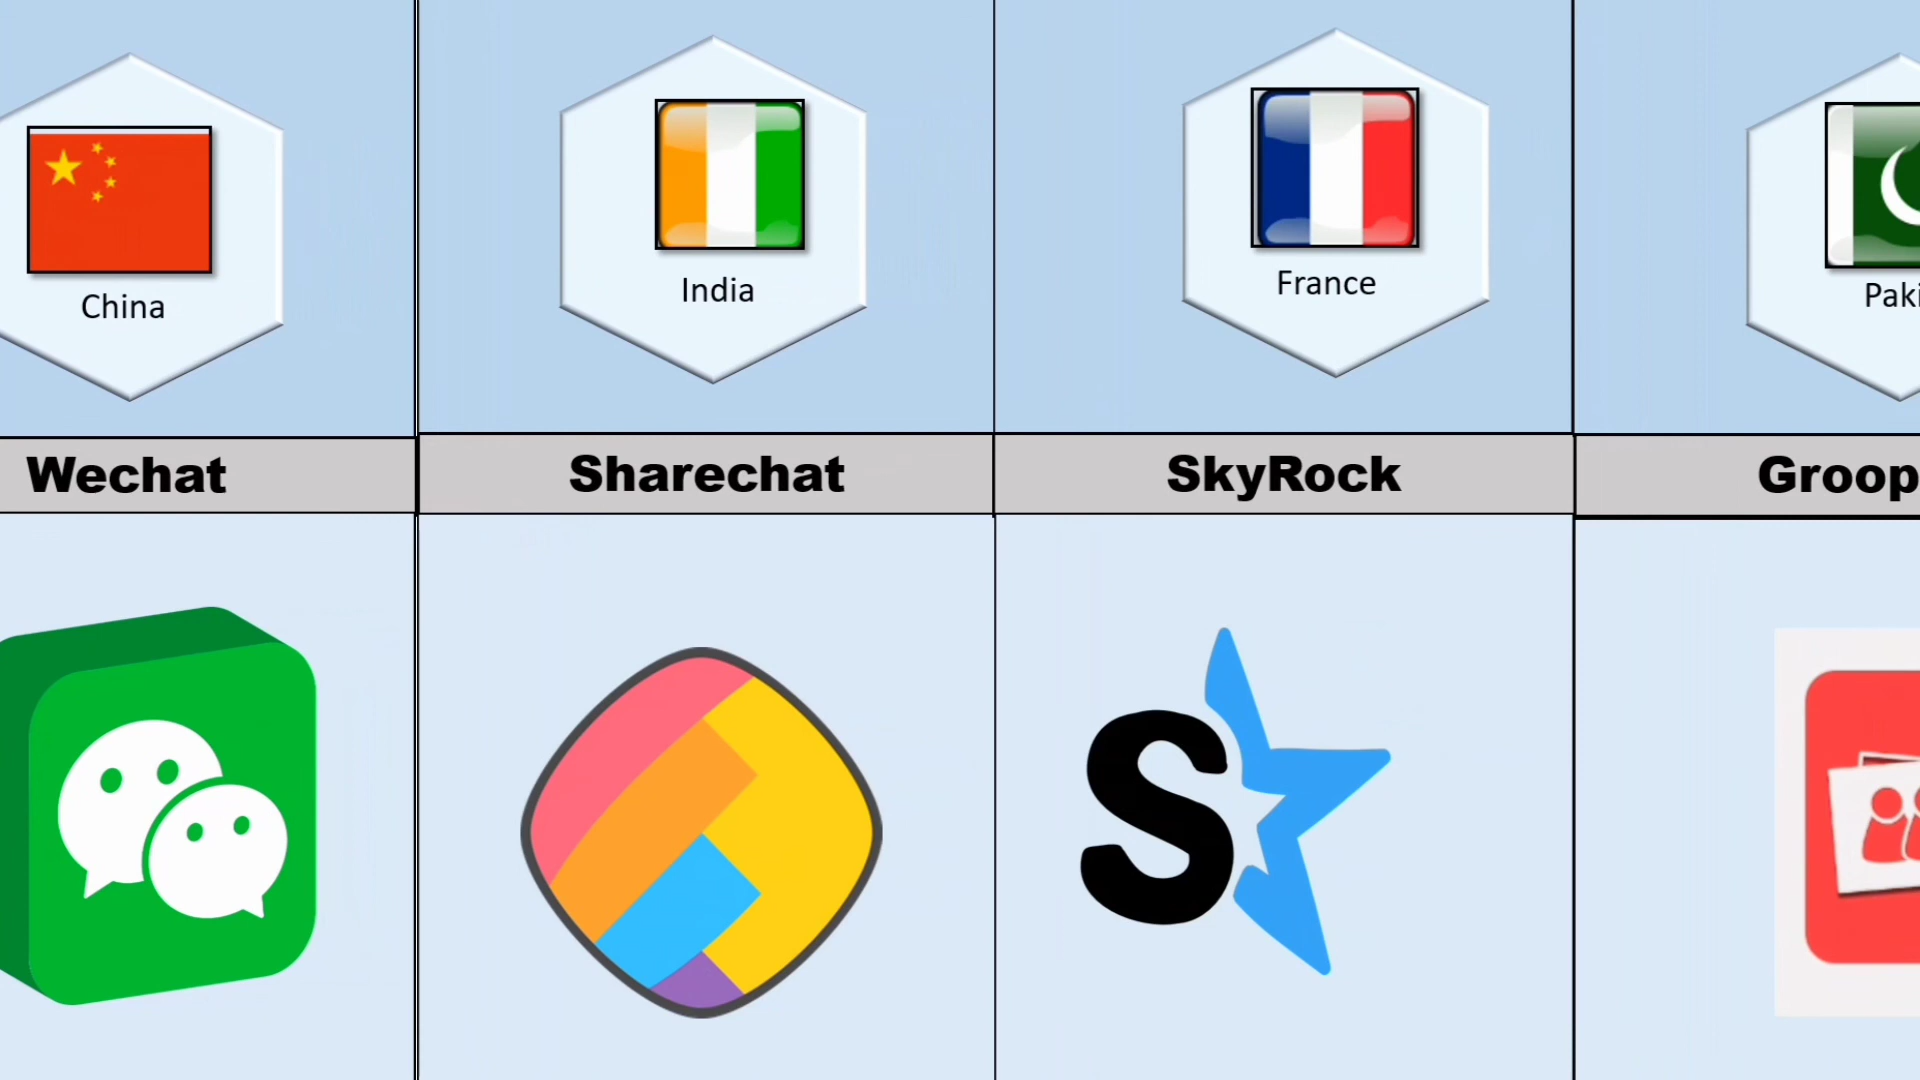 China
India
France
Paki
Wechat
Sharechat
SkyRock
Groop
S